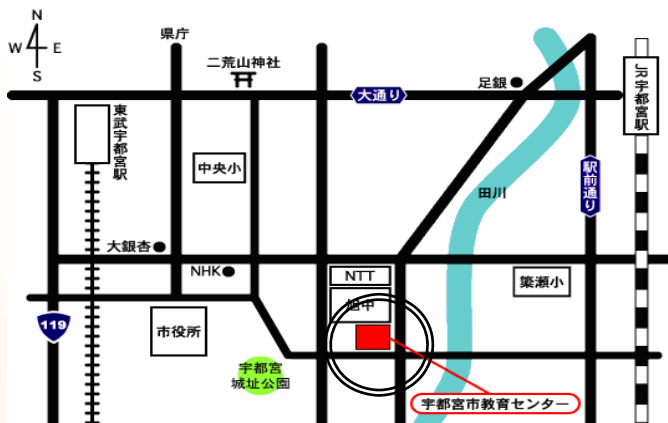 N
W E
S
県庁
二荒山神社
足銀
大通り
JR宇都宮駅
東武宇都宮駅
中央小
駅前通り
田川
大銀杏
NHK
NTT
簗瀬小
旭中
119
市役所
宇都宮
城址公園
宇都宮市教育センター